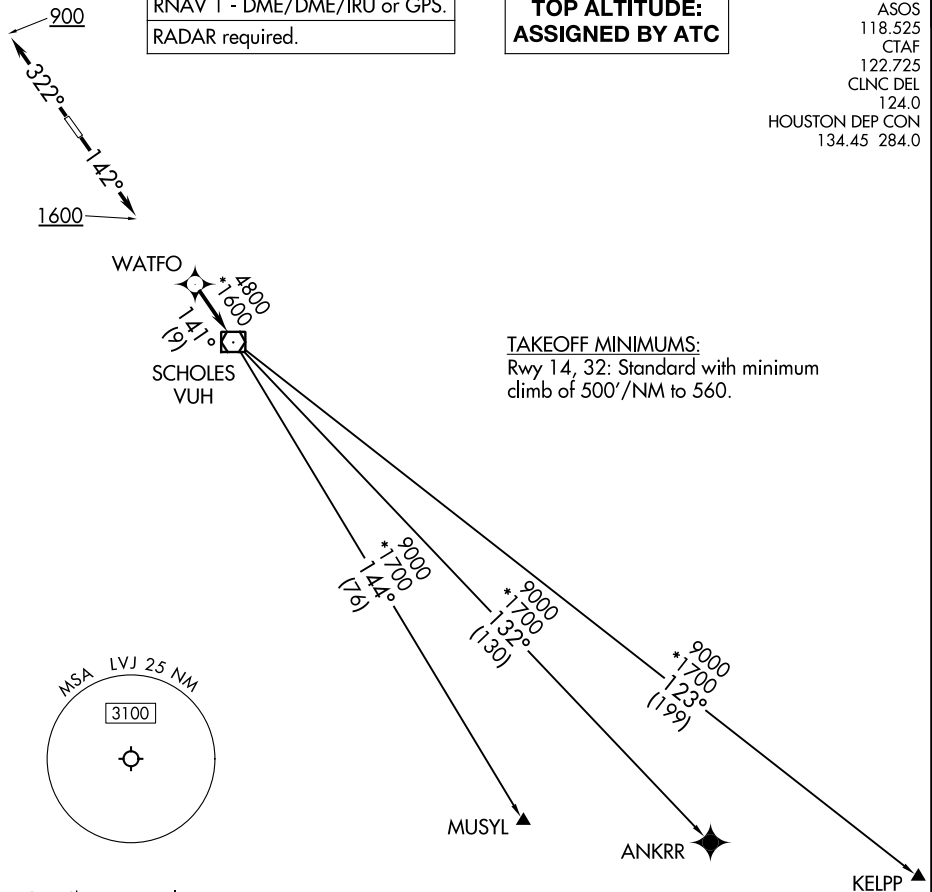 RNAV 1 - DME/DME/IRU or GPS.
RADAR required.
TOP ALTITUDE:
ASSIGNED BY ATC
ASOS
118.525
CTAF
122.725
CLNC DEL
124.0
HOUSTON DEP CON
134.45 284.0
900
322°
142°
1600
WATFO
4800
*1600
141°
(9)
SCHOLES
VUH
TAKEOFF MINIMUMS:
Rwy 14, 32: Standard with minimum
climb of 500'/NM to 560.
9000
*1700
144°
(76)
9000
*1700
132°
(130)
9000
*1700
123°
(199)
MSA LVJ 25 NM
3100
MUSYL
ANKRR
KELPP